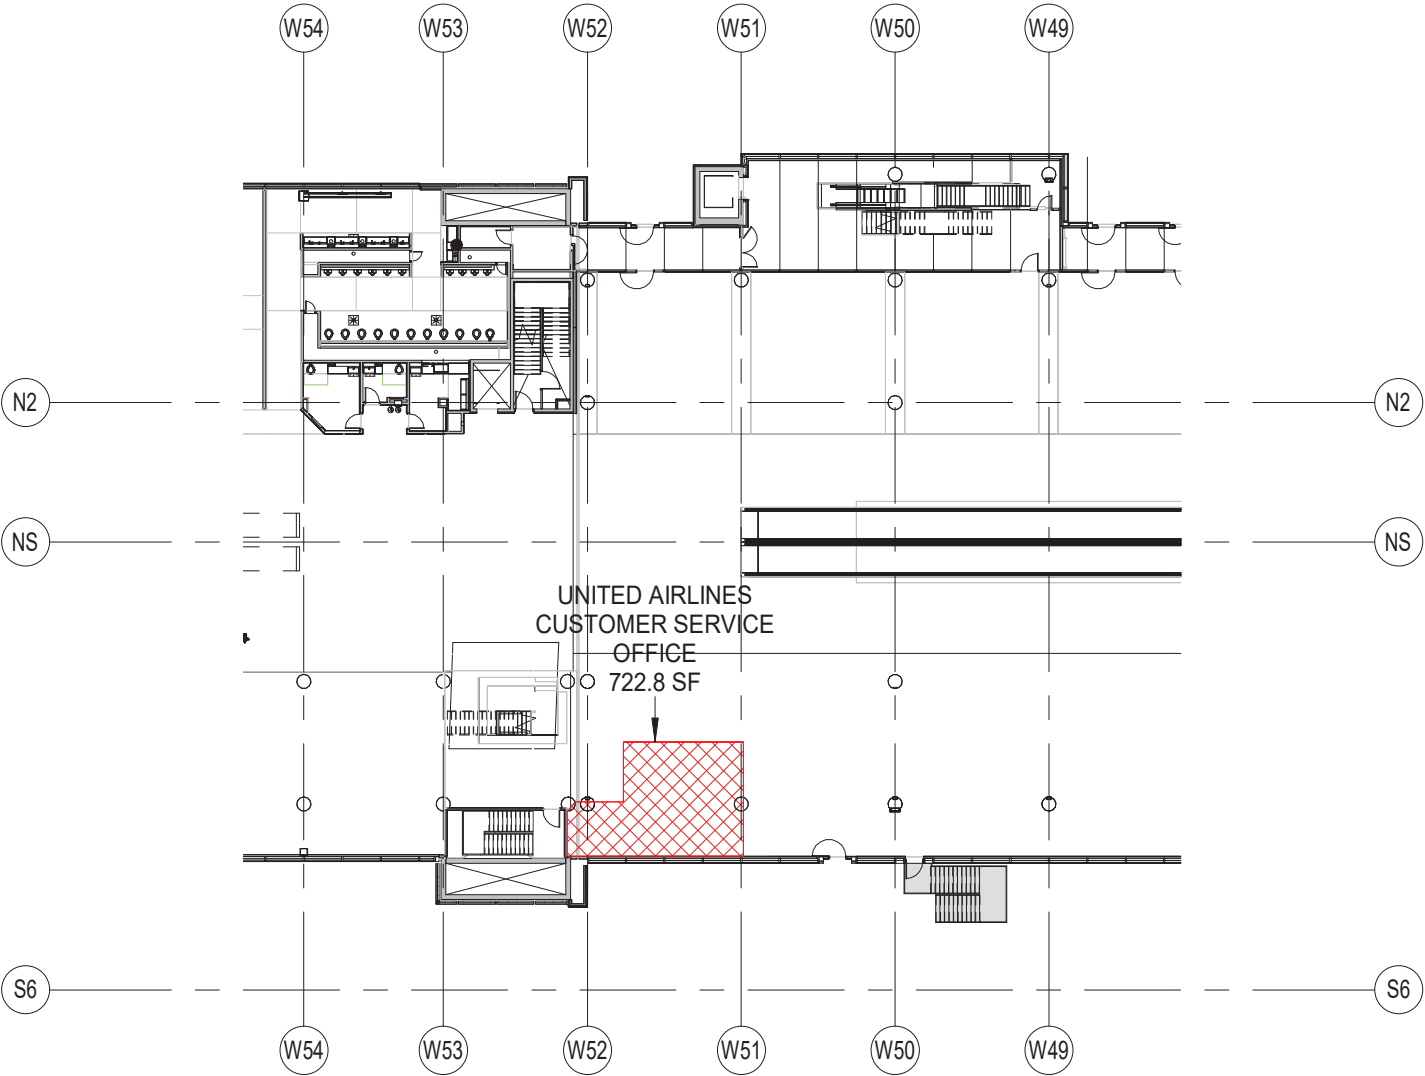 W54 W53 W52 W51 W50 W49
N2 N2
NS NS
UNITED AIRLINES
CUSTOMER SERVICE
OFFICE
722.8 SF
S6 S6
W54 W53 W52 W51 W50 W49